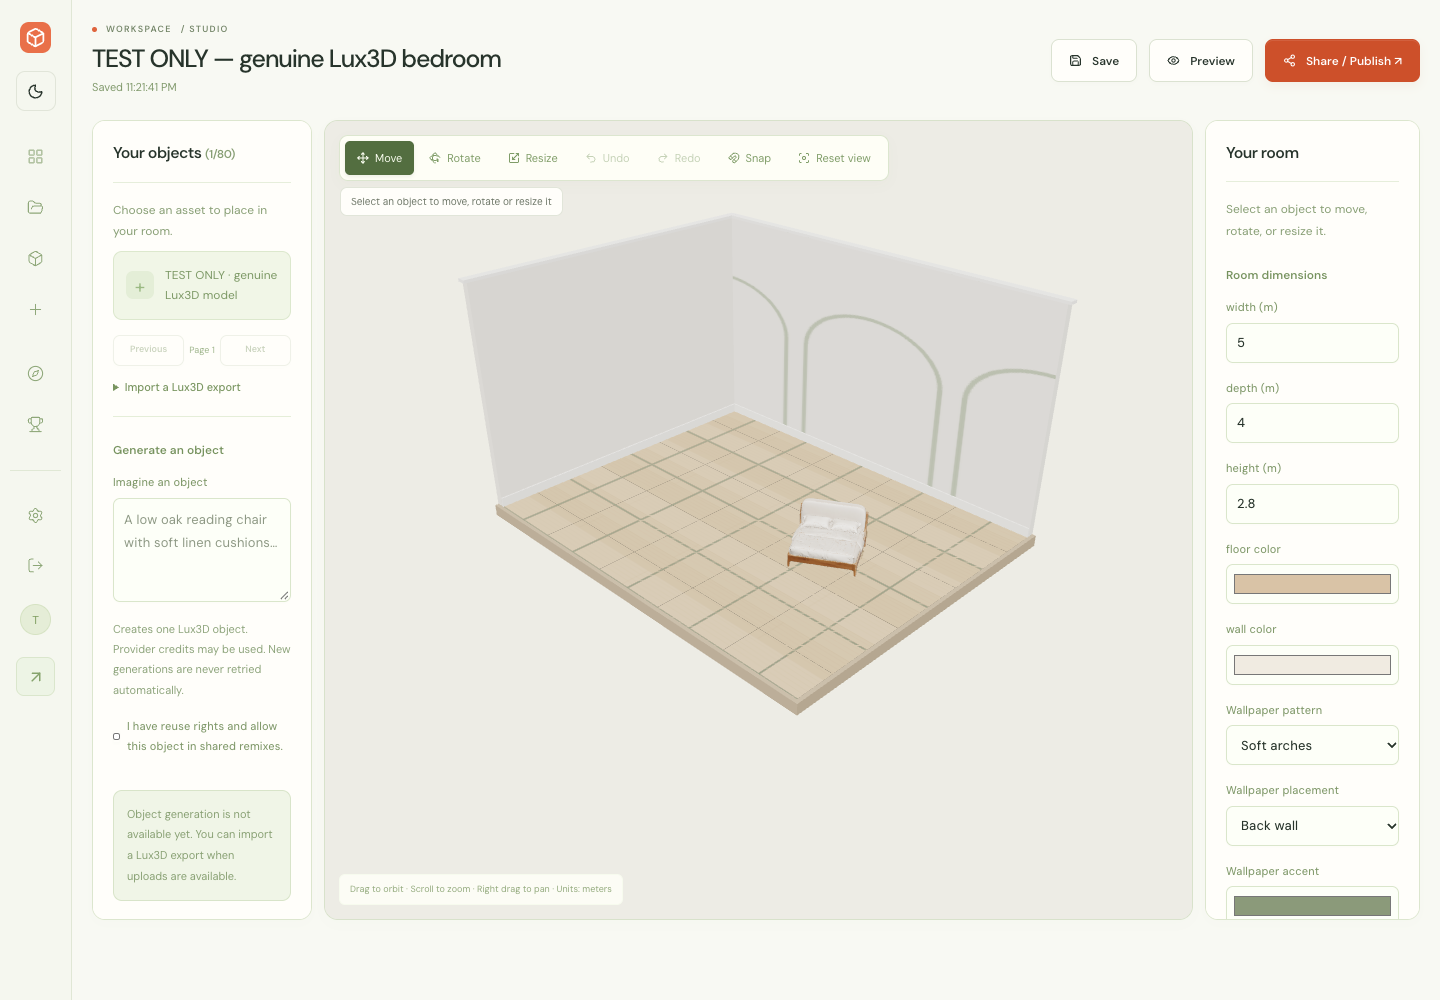 WORKSPACE / STUDIO
TEST ONLY — genuine Lux3D bedroom
Saved 11:21:41 PM
Save
Preview
Share / Publish
Your objects (1/80)
Choose an asset to place in
your room.
TEST ONLY · genuine
Lux3D model
Previous
Page 1
Next
Import a Lux3D export
Generate an object
Imagine an object
A low oak reading chair
with soft linen cushions...
Creates one Lux3D object.
Provider credits may be used. New
generations are never retried
automatically.
I have reuse rights and allow
this object in shared remixes.
Object generation is not
available yet. You can import
a Lux3D export when
uploads are available.
T
Move
Rotate
Resize
Undo
Redo
Snap
Reset view
Select an object to move, rotate or resize it
Drag to orbit · Scroll to zoom · Right drag to pan · Units: meters
Your room
Select an object to move,
rotate, or resize it.
Room dimensions
width (m)
5
depth (m)
4
height (m)
2.8
floor color
wall color
Wallpaper pattern
Soft arches
Wallpaper placement
Back wall
Wallpaper accent